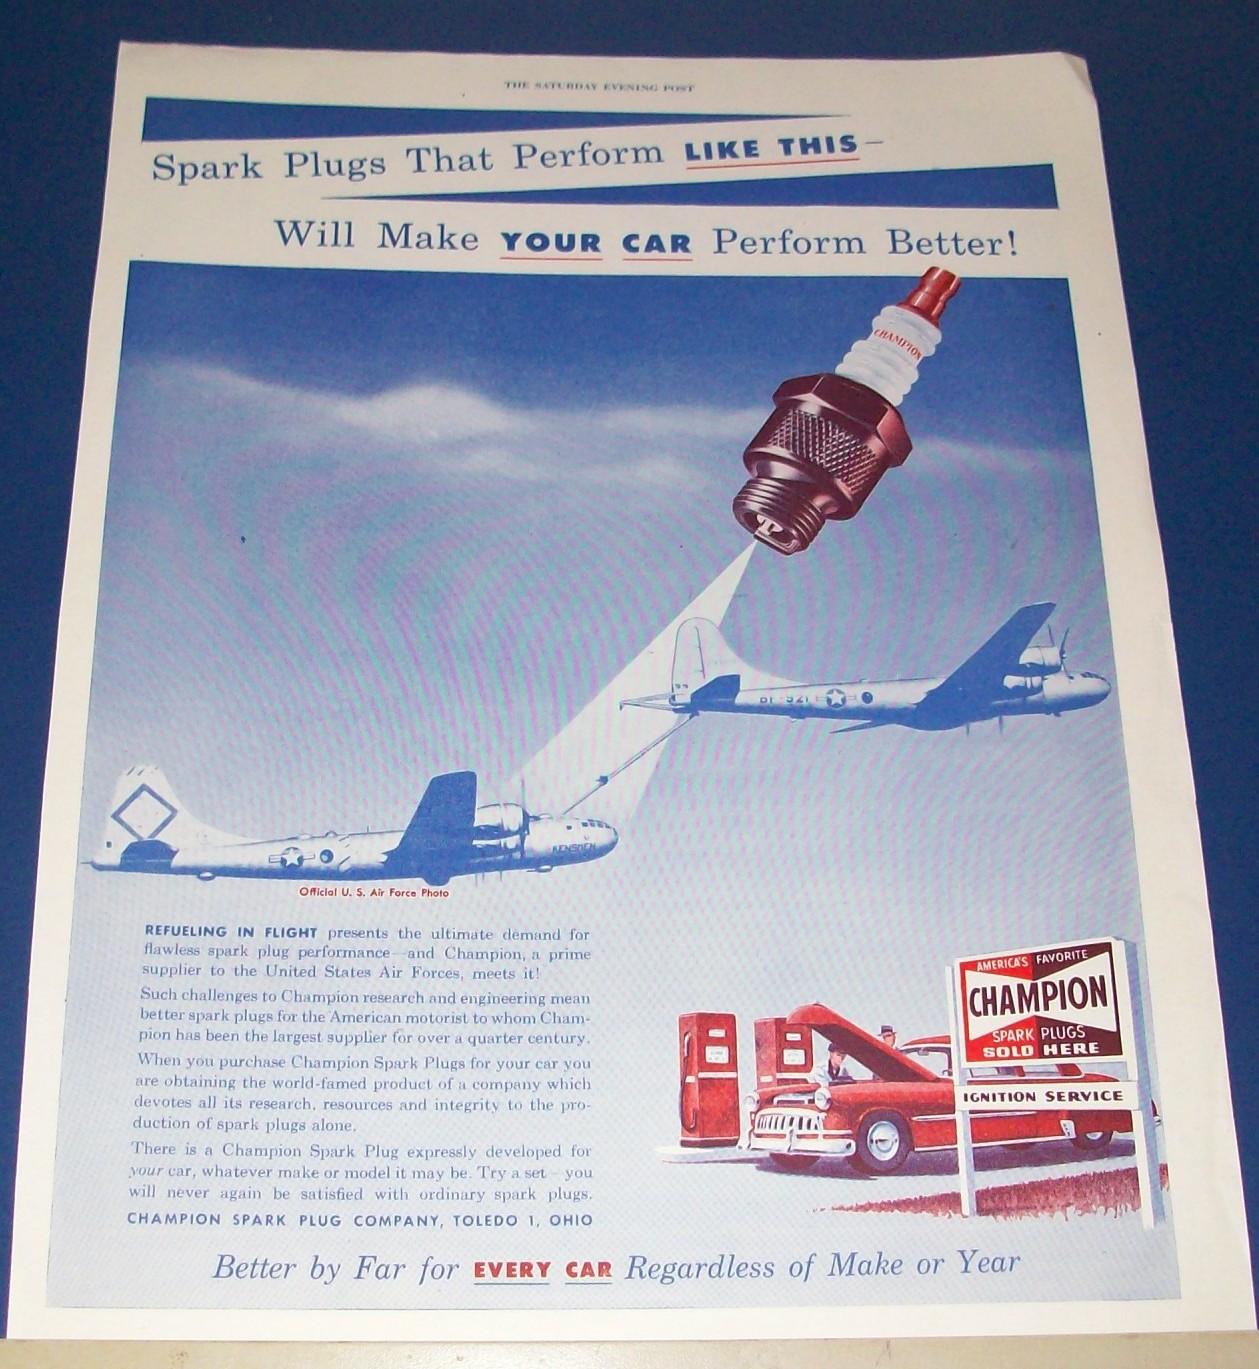 THE SATURDAY EVENING POST
Spark Plugs That Perform LIKE THIS—
Will Make YOUR CAR Perform Better!
CHAMPION
BF-521
Official U. S. Air Force Photo
REFUELING IN FLIGHT presents the ultimate demand for
flawless spark plug performance—and Champion, a prime
supplier to the United States Air Forces, meets it!
Such challenges to Champion research and engineering mean
better spark plugs for the American motorist to whom Cham-
pion has been the largest supplier for over a quarter century.
When you purchase Champion Spark Plugs for your car you
are obtaining the world-famed product of a company which
devotes all its research, resources and integrity to the pro-
duction of spark plugs alone.
There is a Champion Spark Plug expressly developed for
your car, whatever make or model it may be. Try a set—you
will never again be satisfied with ordinary spark plugs.
CHAMPION SPARK PLUG COMPANY, TOLEDO 1, OHIO
AMERICA'S FAVORITE
CHAMPION
SPARK PLUGS
SOLD HERE
IGNITION SERVICE
Better by Far for EVERY CAR Regardless of Make or Year